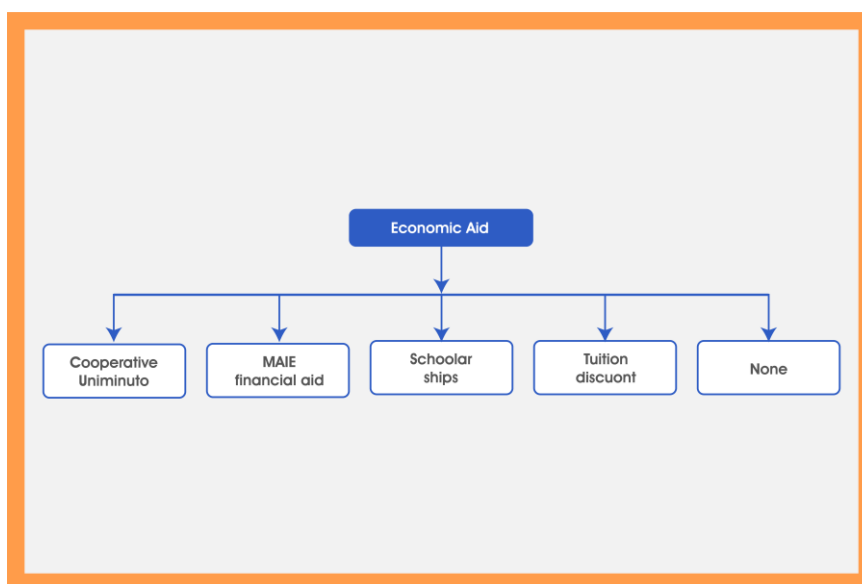 Economic Aid
Cooperative
Uniminuto
MAIE
financial aid
Schoolar
ships
Tuition
discuont
None